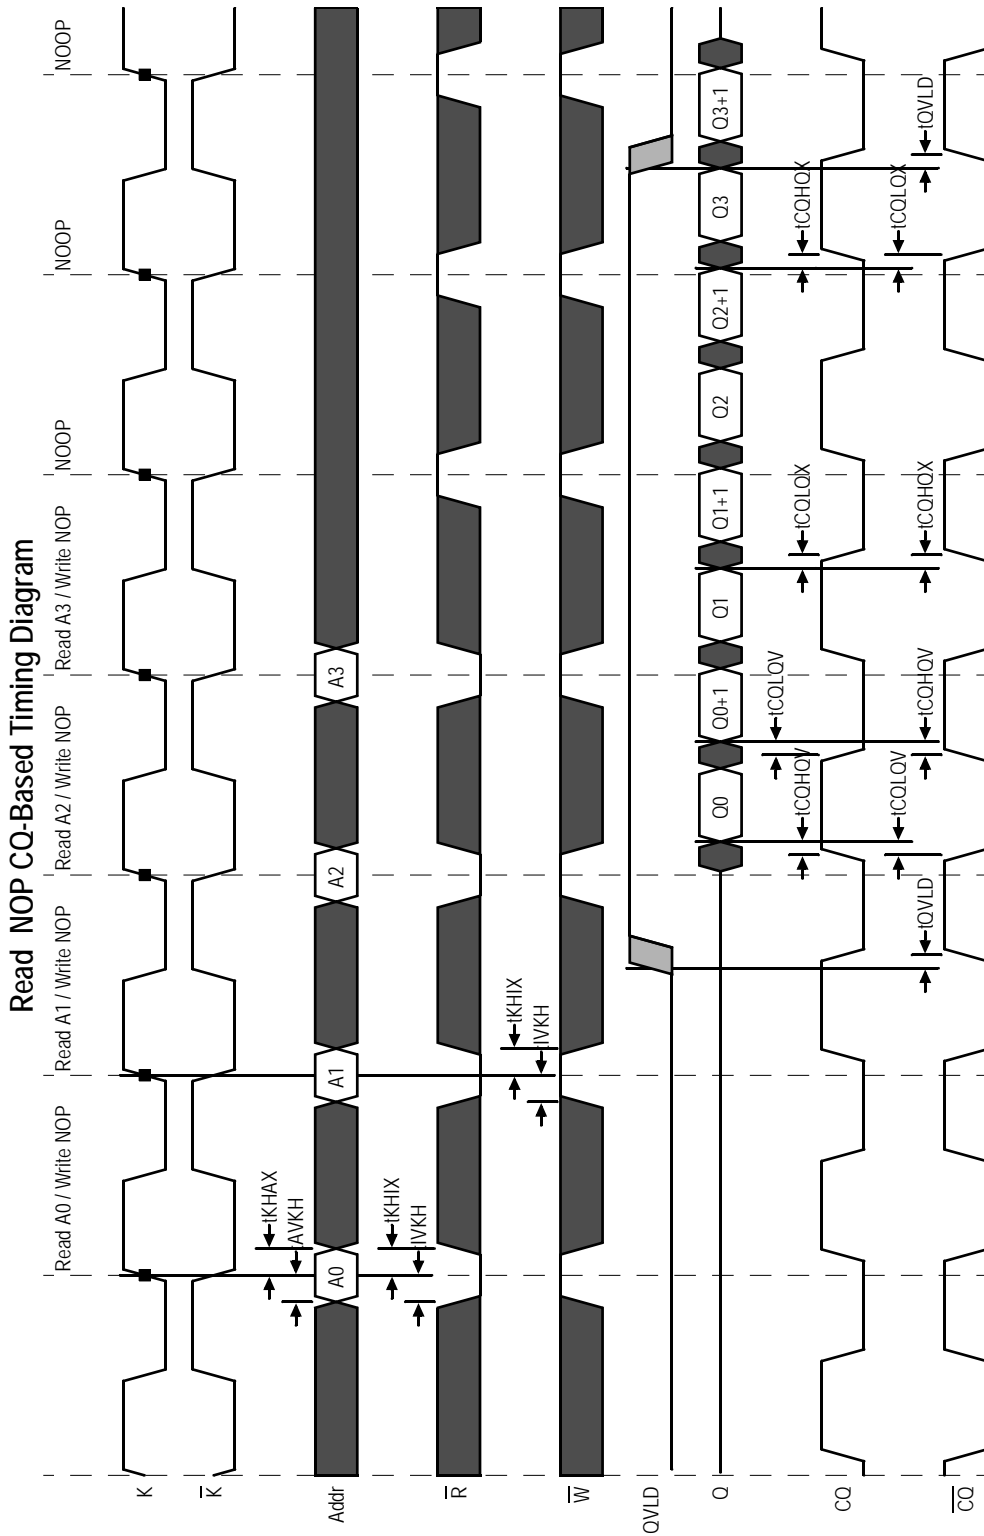 Read NOP CQ-Based Timing Diagram
Read A0 / Write NOP
Read A1 / Write NOP
Read A2 / Write NOP
Read A3 / Write NOP
NOOP
NOOP
NOOP
K
K
tKHAX
tAVKH
Addr
A0
A1
A2
A3
tKHIX
tIVKH
R
tKHIX
tIVKH
W
QVLD
Q
Q0
Q0+1
Q1
Q1+1
Q2
Q2+1
Q3
Q3+1
tCQLQV
tCQHQV
tCQLQX
tCQHQX
CQ
tCQLQV
tCQLQX
tQVLD
tCQHQV
tCQHQX
tQVLD
CQ